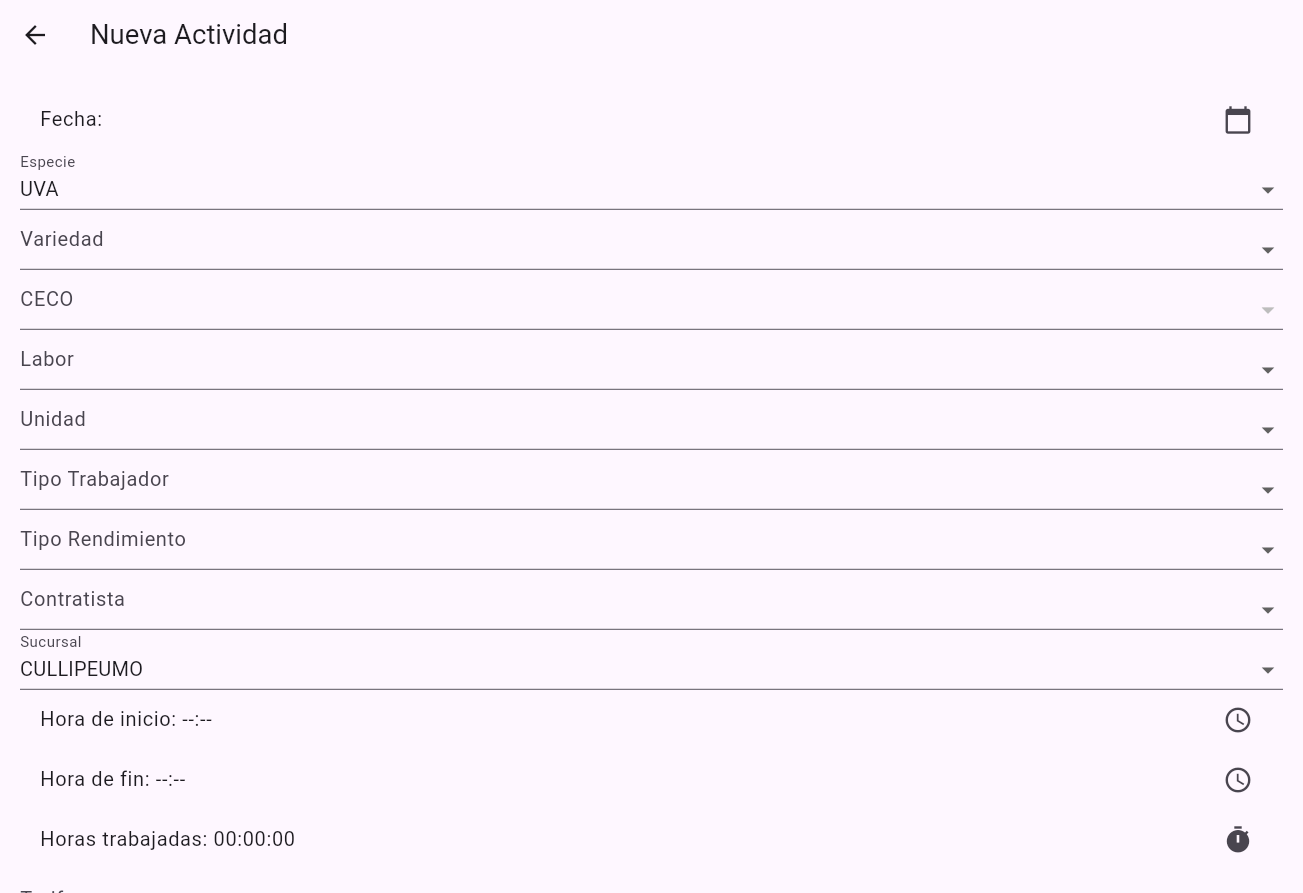 Nueva Actividad
Fecha:
Especie
UVA
Variedad
CECO
Labor
Unidad
Tipo Trabajador
Tipo Rendimiento
Contratista
Sucursal
CULLIPEUMO
Hora de inicio: --:--
Hora de fin: --:--
Horas trabajadas: 00:00:00